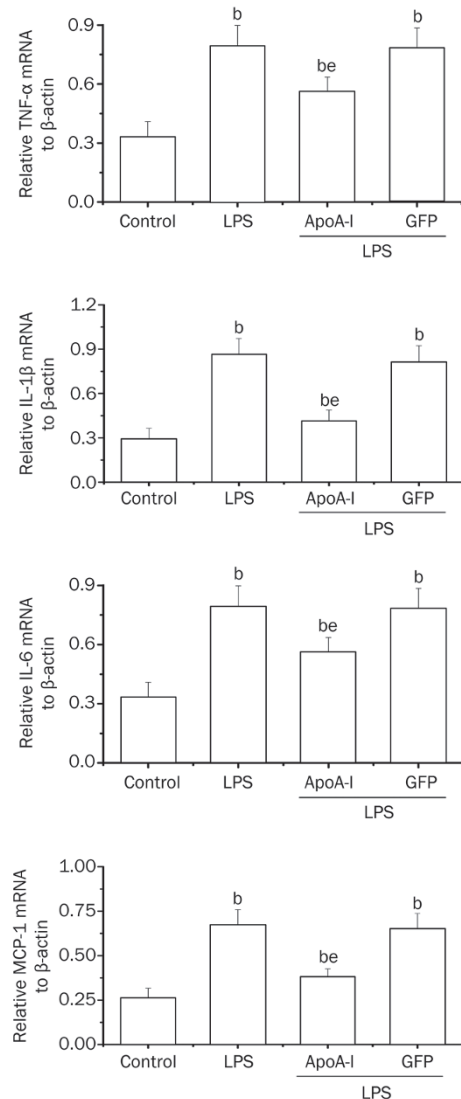 Relative TNF-α mRNA
to β-actin
0.9
0.6
0.3
0.0
b
be
b
Control LPS ApoA-I GFP
LPS
Relative IL-1β mRNA
to β-actin
1.2
0.9
0.6
0.3
0.0
b
be
b
Control LPS ApoA-I GFP
LPS
Relative IL-6 mRNA
to β-actin
0.9
0.6
0.3
0.0
b
be
b
Control LPS ApoA-I GFP
LPS
Relative MCP-1 mRNA
to β-actin
1.00
0.75
0.50
0.25
0.00
b
be
b
Control LPS ApoA-I GFP
LPS